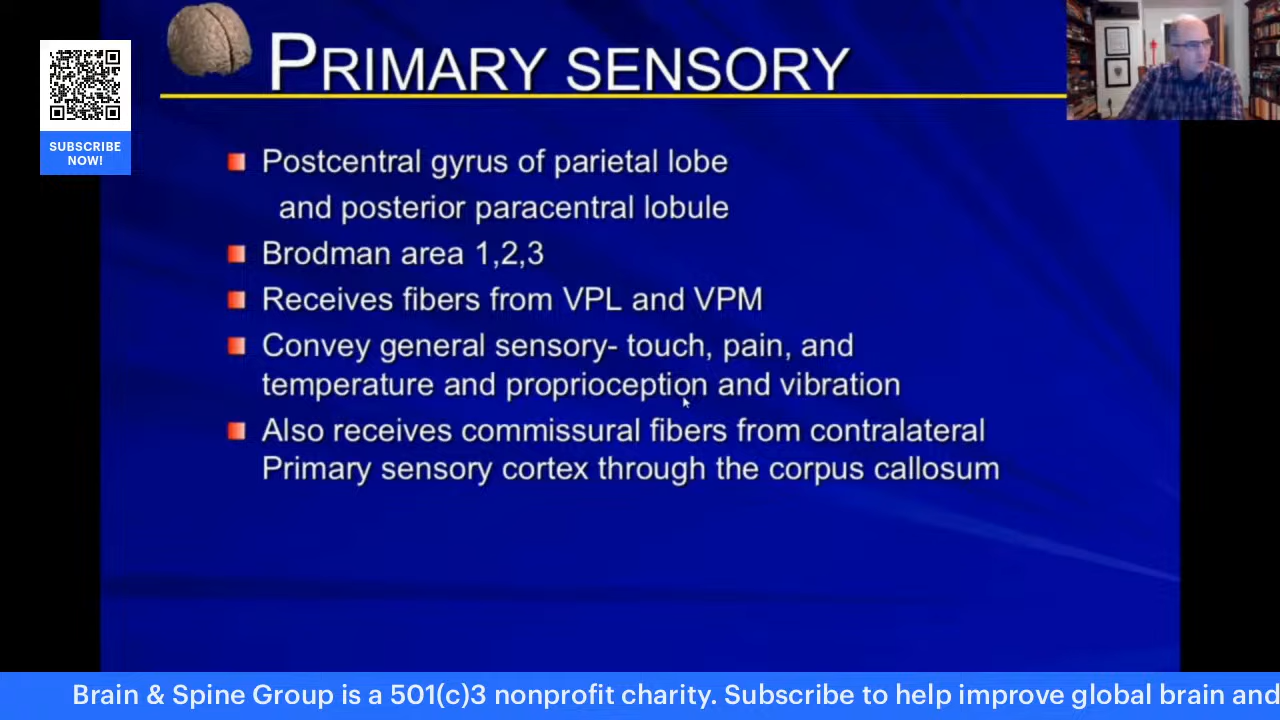 PRIMARY SENSORY
SUBSCRIBE
NOW!
Postcentral gyrus of parietal lobe
and posterior paracentral lobule
Brodman area 1,2,3
Receives fibers from VPL and VPM
Convey general sensory- touch, pain, and
temperature and proprioception and vibration
Also receives commissural fibers from contralateral
Primary sensory cortex through the corpus callosum
Brain & Spine Group is a 501(c)3 nonprofit charity. Subscribe to help improve global brain and